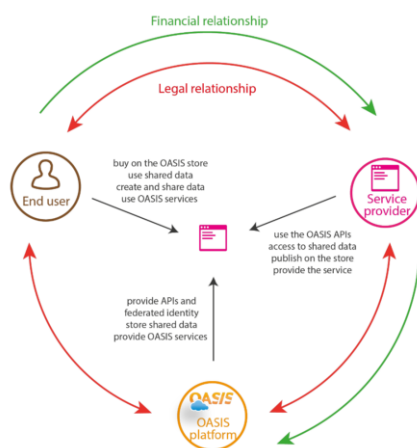 Financial relationship
Legal relationship
buy on the OASIS store
use shared data
create and share data
use OASIS services
End user
Service
provider
use the OASIS APIs
access to shared data
publish on the store
provide the service
provide APIs and
federated identity
store shared data
provide OASIS services
OASIS
OASIS
platform